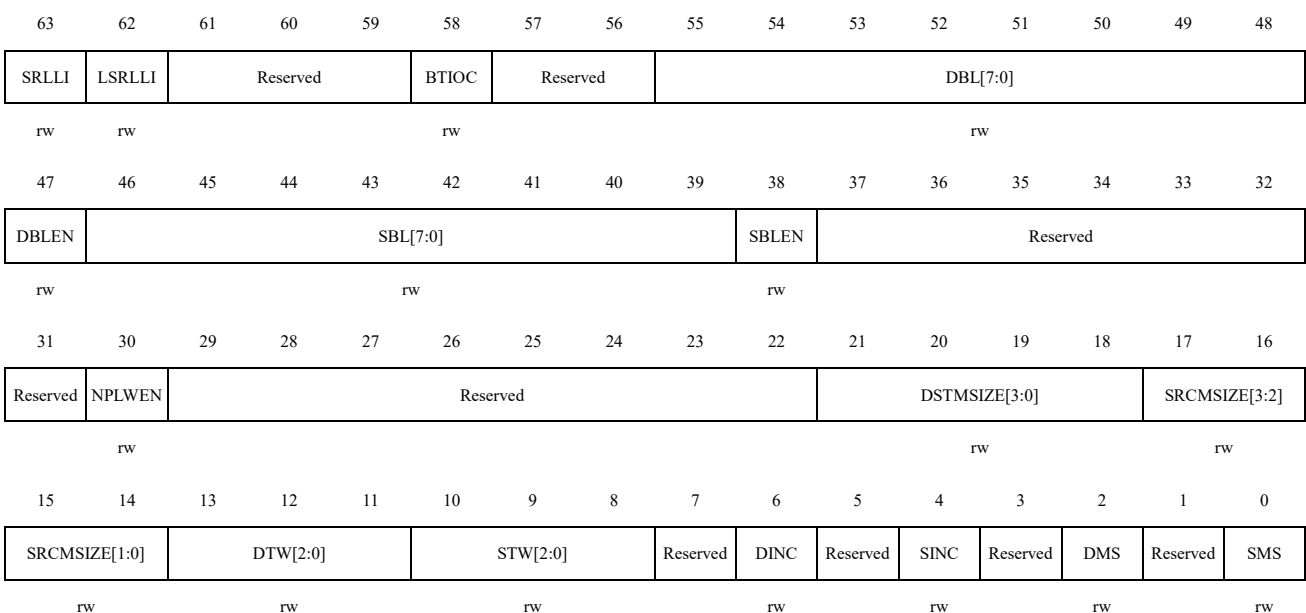 63 62 61 60 59 58 57 56 55 54 53 52 51 50 49 48
SRLLI LSRLLI Reserved BTIOC Reserved DBL[7:0]
rw rw rw rw
47 46 45 44 43 42 41 40 39 38 37 36 35 34 33 32
DBLEN SBL[7:0] SBLEN Reserved
rw rw rw
31 30 29 28 27 26 25 24 23 22 21 20 19 18 17 16
Reserved NPLWEN Reserved DSTMSIZE[3:0] SRCMSIZE[3:2]
rw rw rw
15 14 13 12 11 10 9 8 7 6 5 4 3 2 1 0
SRCMSIZE[1:0] DTW[2:0] STW[2:0] Reserved DINC Reserved SINC Reserved DMS Reserved SMS
rw rw rw rw rw rw rw